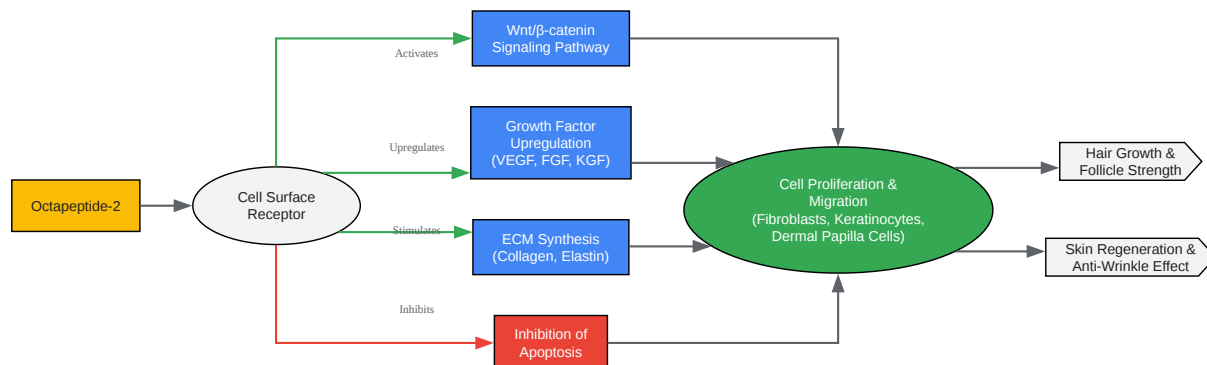 Wnt/β-catenin
Signaling Pathway
Activates
Growth Factor
Upregulation
(VEGF, FGF, KGF)
Upregulates
Hair Growth &
Follicle Strength
Cell Proliferation &
Migration
(Fibroblasts, Keratinocytes,
Dermal Papilla Cells)
Octapeptide-2
Cell Surface
Receptor
Stimulates
ECM Synthesis
(Collagen, Elastin)
Skin Regeneration &
Anti-Wrinkle Effect
Inhibits
Inhibition of
Apoptosis